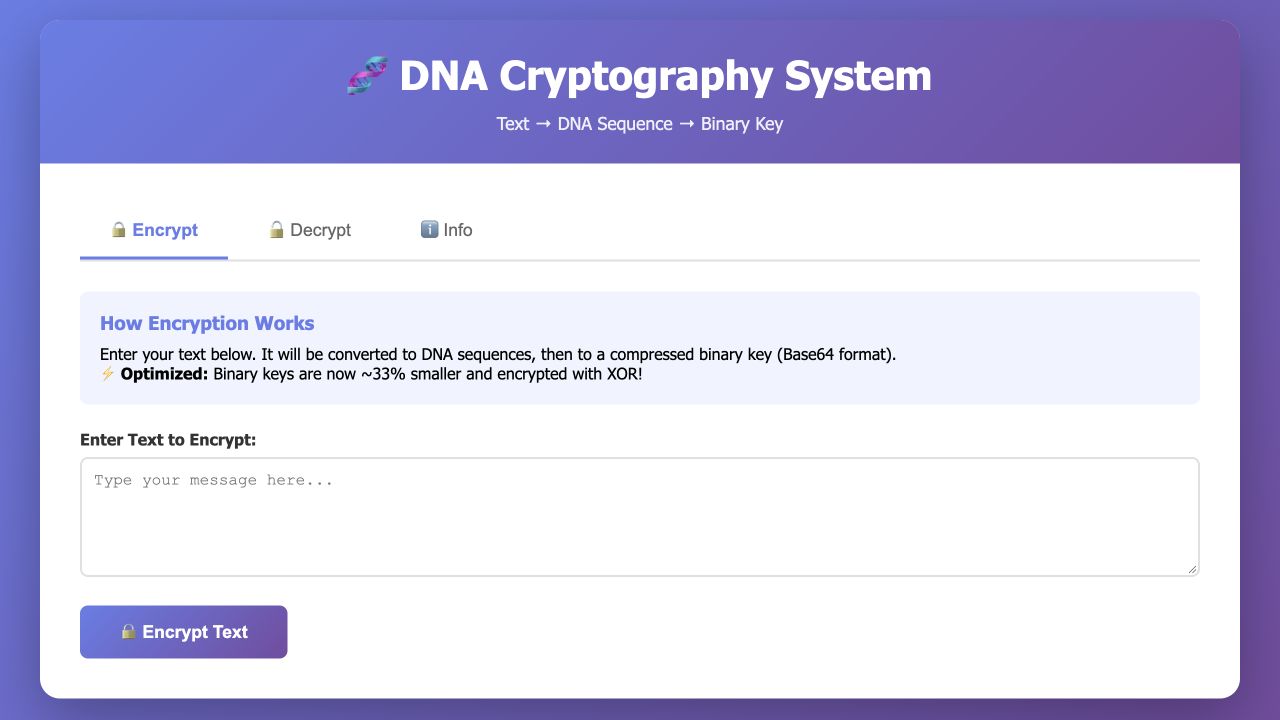 🧬 DNA Cryptography System
Text → DNA Sequence → Binary Key
🔒 Encrypt
🔓 Decrypt
ℹ️ Info
How Encryption Works
Enter your text below. It will be converted to DNA sequences, then to a compressed binary key (Base64 format).
⚡ Optimized: Binary keys are now ~33% smaller and encrypted with XOR!
Enter Text to Encrypt:
Type your message here...
🔒 Encrypt Text